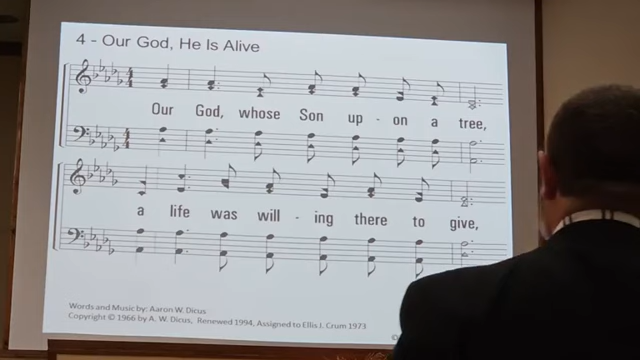 4 - Our God, He Is Alive
Our God, whose Son up - on a tree,
a life was will - ing there to give,
Words and Music by: Aaron W. Dicus
Copyright © 1966 by A. W. Dicus, Renewed 1994, Assigned to Ellis J. Crum 1973